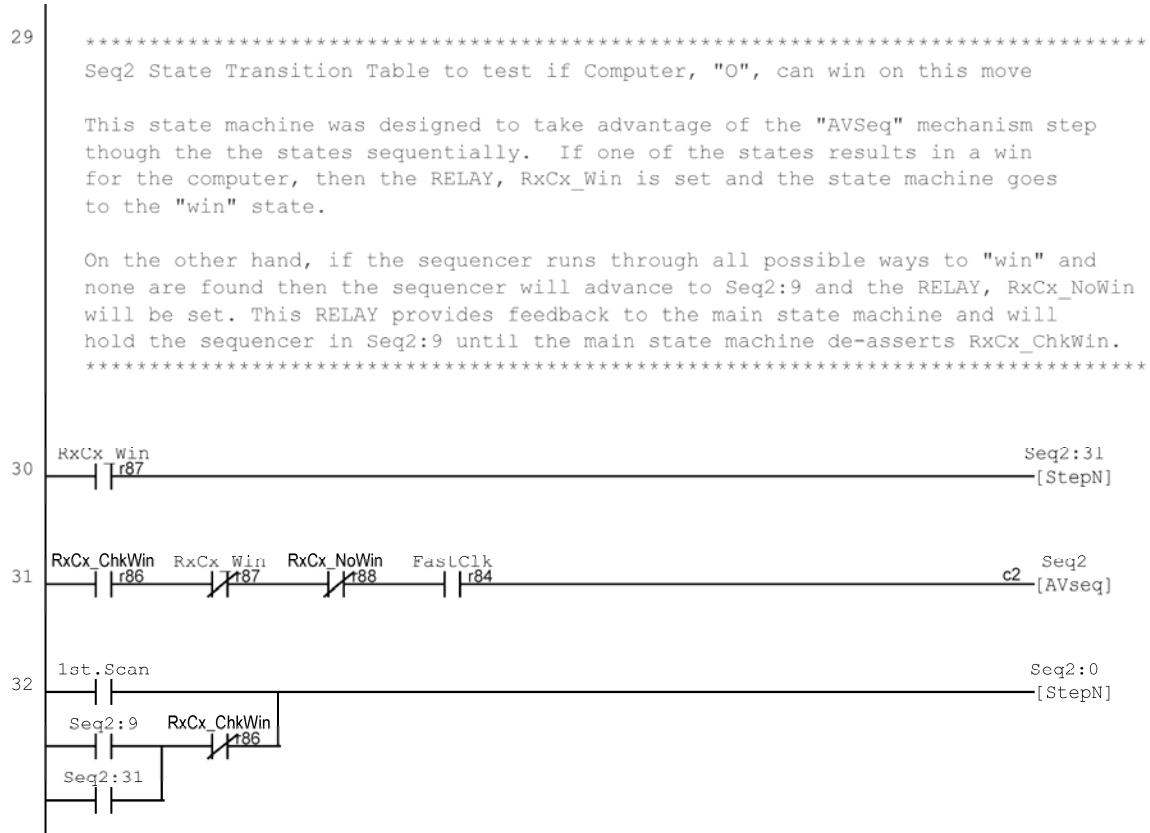 29
***********************************************************************************
Seq2 State Transition Table to test if Computer, "O", can win on this move
This state machine was designed to take advantage of the "AVSeq" mechanism step
though the the states sequentially.  If one of the states results in a win
for the computer, then the RELAY, RxCx_Win is set and the state machine goes
to the "win" state.
On the other hand, if the sequencer runs through all possible ways to "win" and
none are found then the sequencer will advance to Seq2:9 and the RELAY, RxCx_NoWin
will be set. This RELAY provides feedback to the main state machine and will
hold the sequencer in Seq2:9 until the main state machine de-asserts RxCx_ChkWin.
***********************************************************************************
RxCx_Win Seq2:31
30 r87 [StepN]
RxCx_ChkWin RxCx_Win RxCx_NoWin FastClk Seq2
31 r86 r87 r88 r84 c2 [AVseq]
1st.Scan Seq2:0
32 [StepN]
Seq2:9 RxCx_ChkWin
r86
Seq2:31